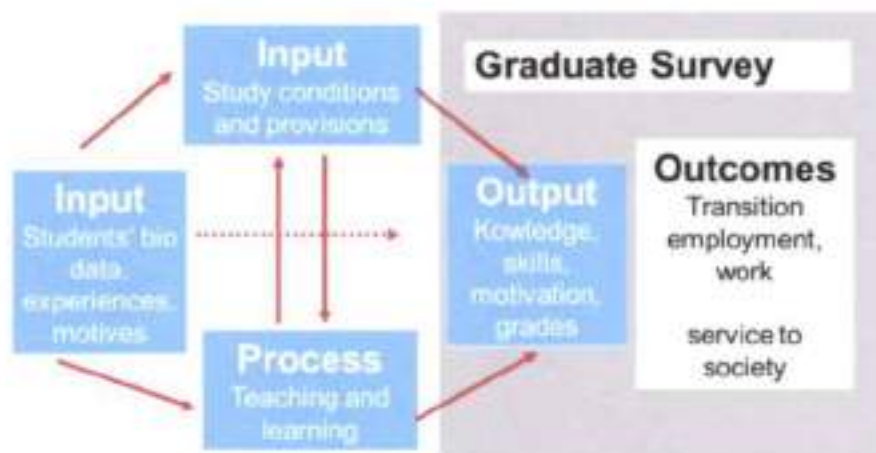 Input
Study conditions
and provisions
Graduate Survey
Input
Students' bio
data,
experiences,
motives
Output
Kowledge,
skills,
motivation,
grades
Outcomes
Transition
employment,
work
service to
society
Process
Teaching and
learning